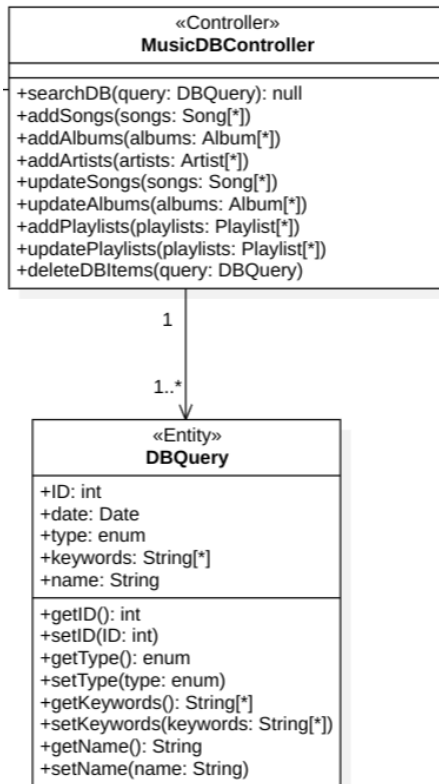 «Controller»
MusicDBController
+searchDB(query: DBQuery): null
+addSongs(songs: Song[*])
+addAlbums(albums: Album[*])
+addArtists(artists: Artist[*])
+updateSongs(songs: Song[*])
+updateAlbums(albums: Album[*])
+addPlaylists(playlists: Playlist[*])
+updatePlaylists(playlists: Playlist[*])
+deleteDBItems(query: DBQuery)
1
1..*
«Entity»
DBQuery
+ID: int
+date: Date
+type: enum
+keywords: String[*]
+name: String
+getID(): int
+setID(ID: int)
+getType(): enum
+setType(type: enum)
+getKeywords(): String[*]
+setKeywords(keywords: String[*])
+getName(): String
+setName(name: String)